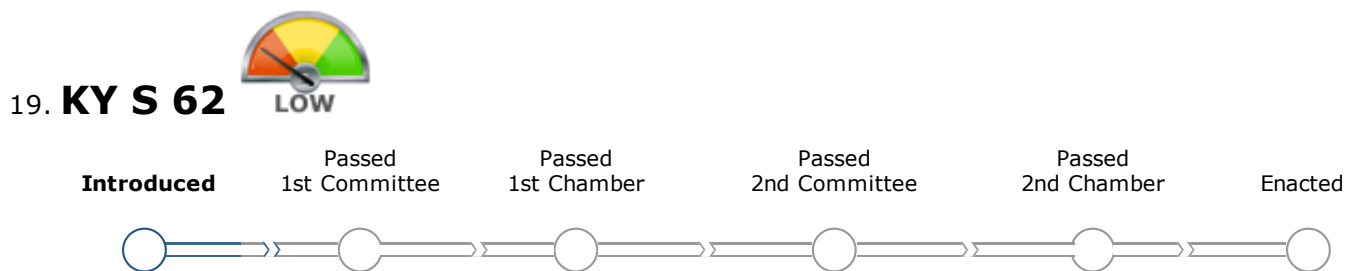 19. KY S 62
LOW
Introduced
Passed
1st Committee
Passed
1st Chamber
Passed
2nd Committee
Passed
2nd Chamber
Enacted